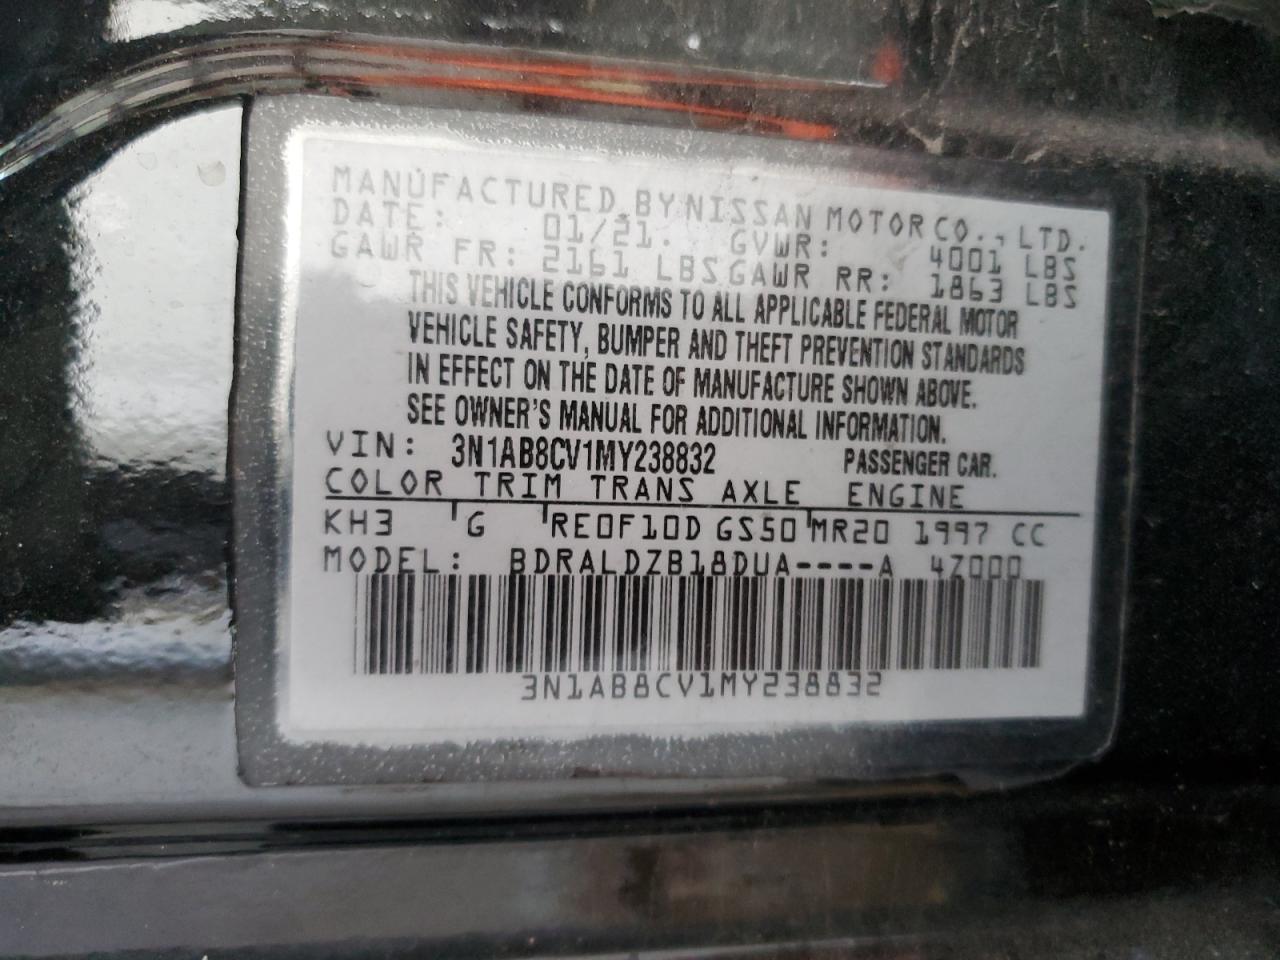 MANUFACTURED BY NISSAN MOTOR CO., LTD.
DATE: 01/21. GVWR: 4001 LBS
GAWR FR: 2161 LBS GAWR RR: 1863 LBS
THIS VEHICLE CONFORMS TO ALL APPLICABLE FEDERAL MOTOR
VEHICLE SAFETY, BUMPER AND THEFT PREVENTION STANDARDS
IN EFFECT ON THE DATE OF MANUFACTURE SHOWN ABOVE.
SEE OWNER'S MANUAL FOR ADDITIONAL INFORMATION.
VIN: 3N1AB8CV1MY238832 PASSENGER CAR.
COLOR TRIM TRANS AXLE ENGINE
KH3 G RE0F10D GS50 MR20 1997 CC
MODEL: BDRALDZB18DUA----A 4Z000
3N1AB8CV1MY238832